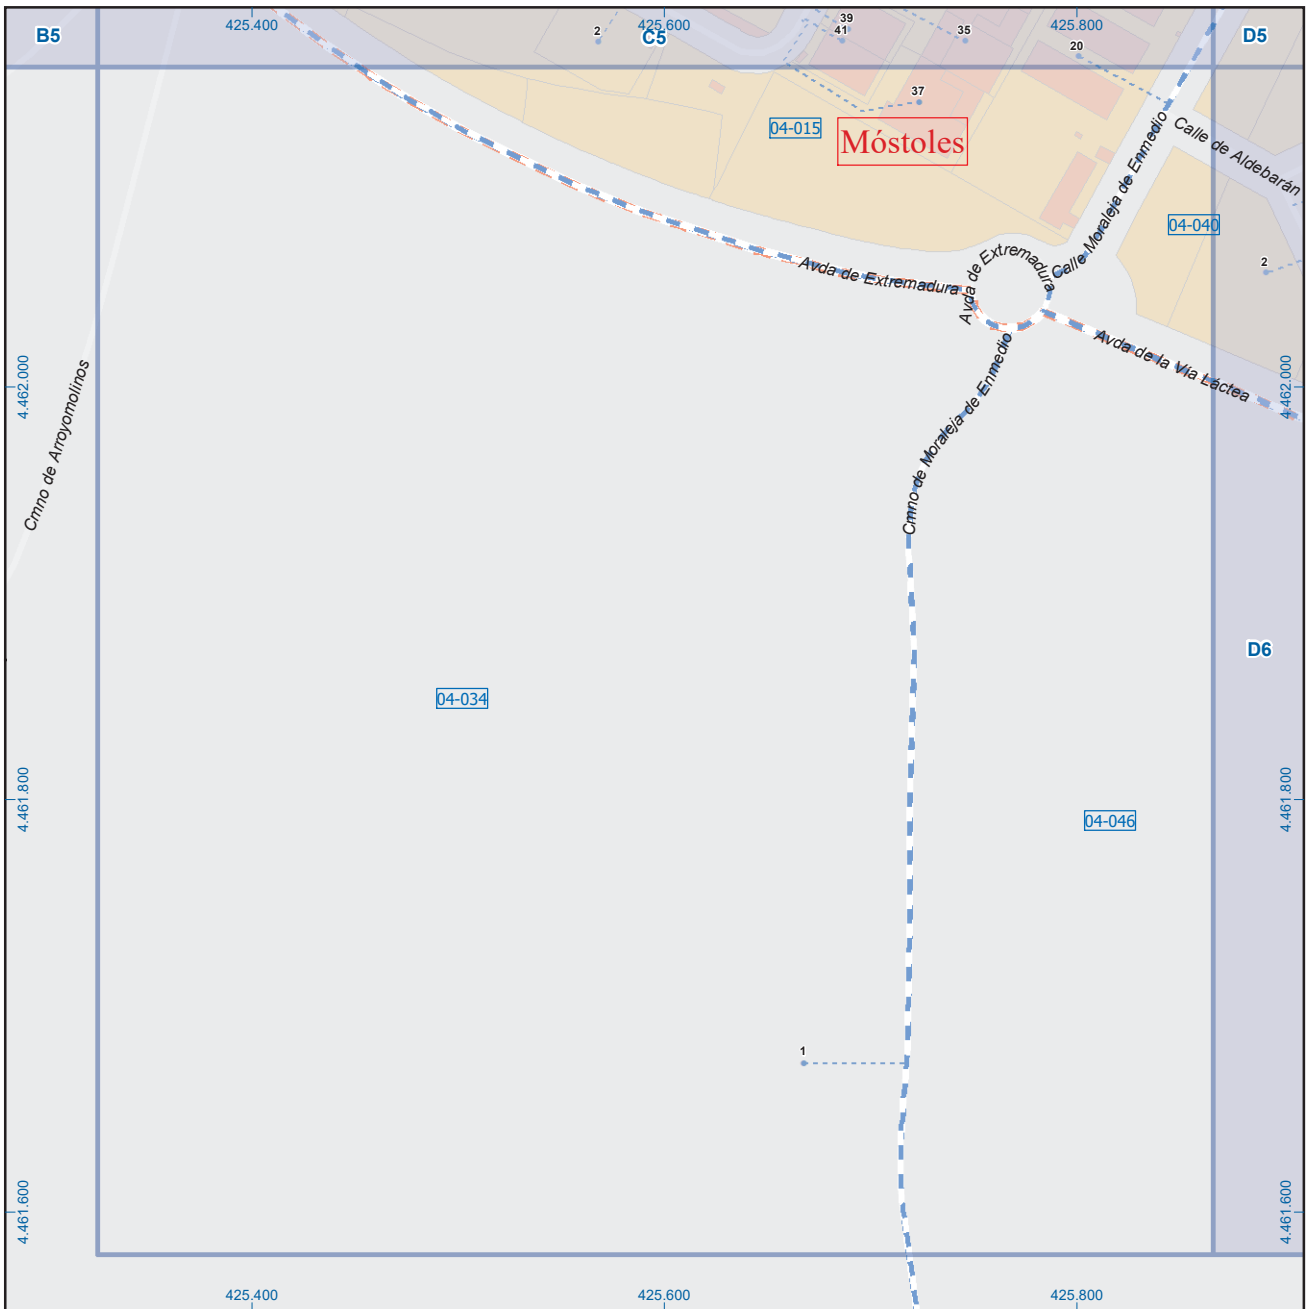 425.400
425.600
425.800
B5
C5
D5
2
39
41
35
20
37
04-015
Móstoles
Calle de Aldebarán
04-040
2
Calle Moraleja de Enmedio
Avda de Extremadura
Avda de Extremadura
Avda de la Vía Láctea
Cmno de Moraleja de Enmedio
Cmno de Arroyomolinos
4.462.000
4.462.000
D6
04-034
4.461.800
4.461.800
04-046
1
4.461.600
4.461.600
425.400
425.600
425.800